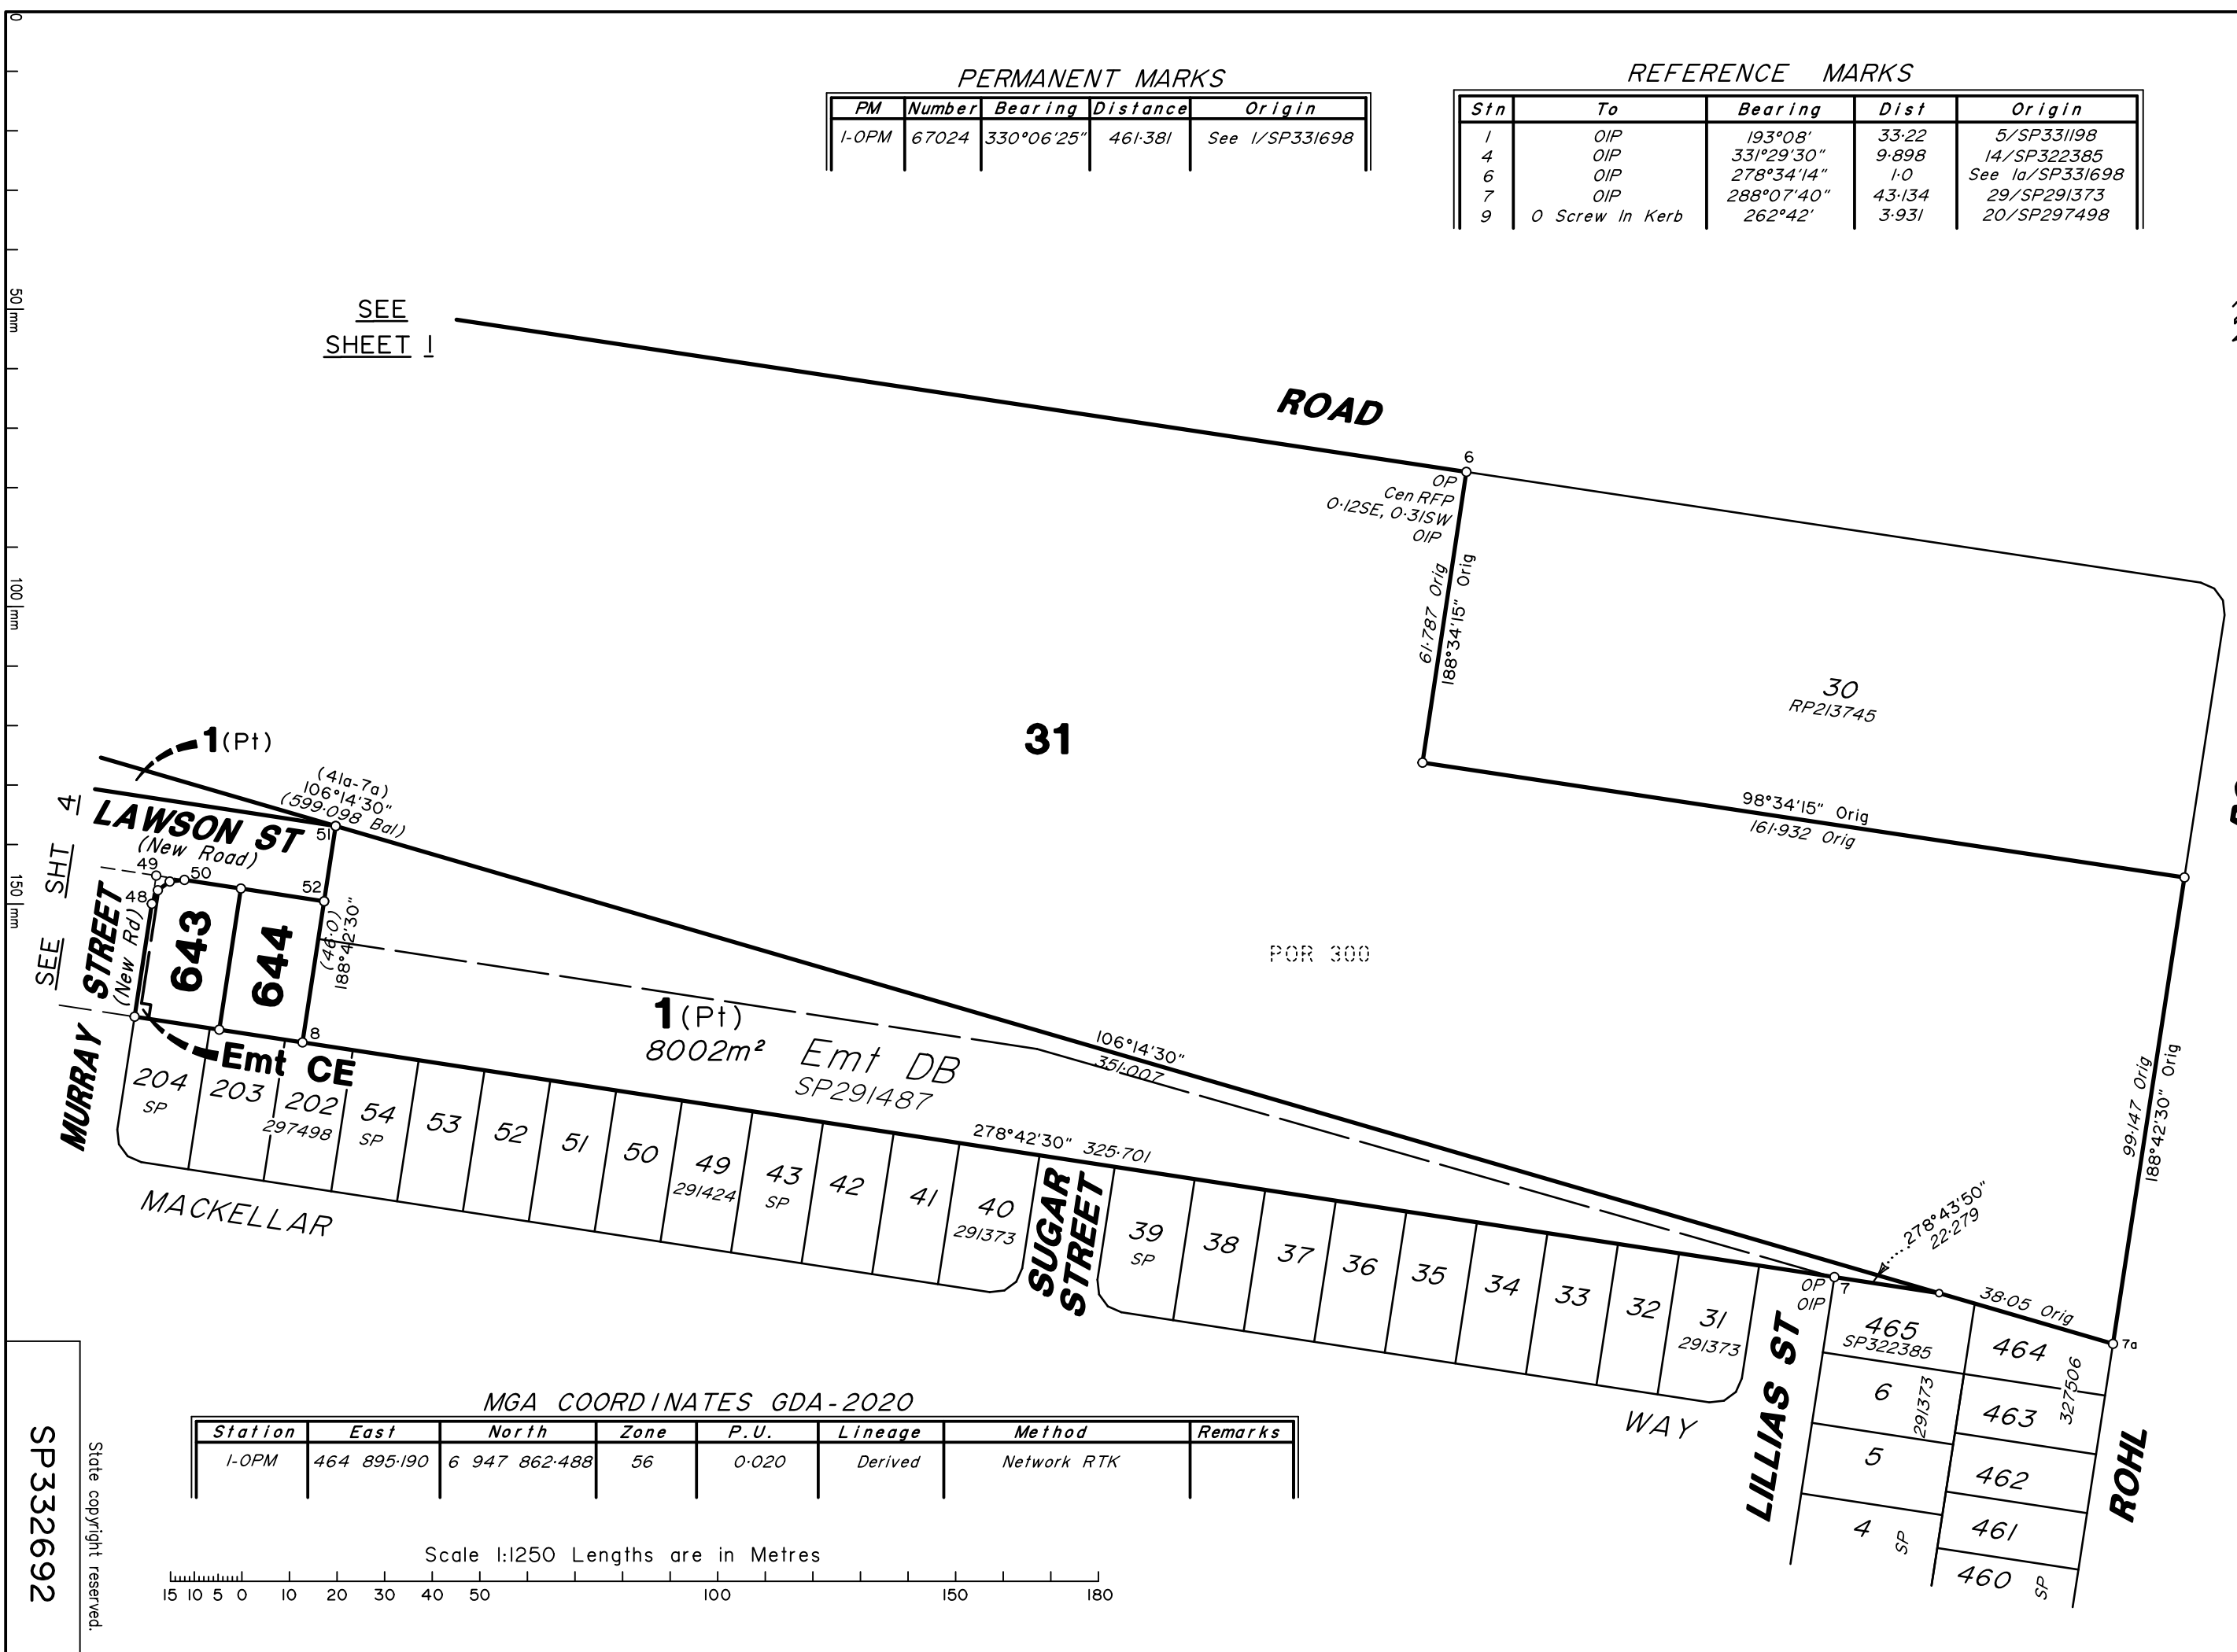 PERMANENT MARKS
PM Number Bearing Distance Origin
1-OPM 67024 330°06'25" 461·381 See 1/SP331698
REFERENCE MARKS
Stn To Bearing Dist Origin
1 OIP 193°08' 33·22 5/SP331198
4 OIP 331°29'30" 9·898 14/SP322385
6 OIP 278°34'14" 1·0 See 1a/SP331698
7 OIP 288°07'40" 43·134 29/SP291373
9 O Screw In Kerb 262°42' 3·931 20/SP297498
0
50 mm
100 mm
150 mm
SEE
SHEET 1
ROAD
6
OP
Cen RFP
0·12SE, 0·31SW
OIP
61·787 Orig
188°34'15" Orig
30
RP213745
31
98°34'15" Orig
161·932 Orig
1(Pt)
(41a-7a)
106°14'30"
(599·098 Bal)
SEE SHT 4
LAWSON ST
(New Road)
51
49
50
52
48
MURRAY STREET
(New Rd)
643
644
(46·0)
188°42'30"
8
POR 300
1(Pt)
8002m²
Emt DB
SP291487
106°14'30"
351·007
Emt CE
204
SP
203
202
297498
54
SP
53
52
51
50
49
291424
43
SP
42
41
40
291373
278°42'30" 325·701
SUGAR
STREET
39
SP
38
37
36
35
34
33
32
31
291373
MACKELLAR
WAY
99·147 Orig
188°42'30" Orig
278°43'50"
22·279
38·05 Orig
7a
OP
OIP
7
LILLIAS ST
465
SP322385
6
291373
5
4 SP
464
463
327506
462
461
460 SP
ROHL
MGA COORDINATES GDA-2020
Station East North Zone P.U. Lineage Method Remarks
1-OPM 464 895·190 6 947 862·488 56 0·020 Derived Network RTK
Scale 1:1250 Lengths are in Metres
15 10 5 0 10 20 30 40 50 100 150 180
State copyright reserved.
SP332692